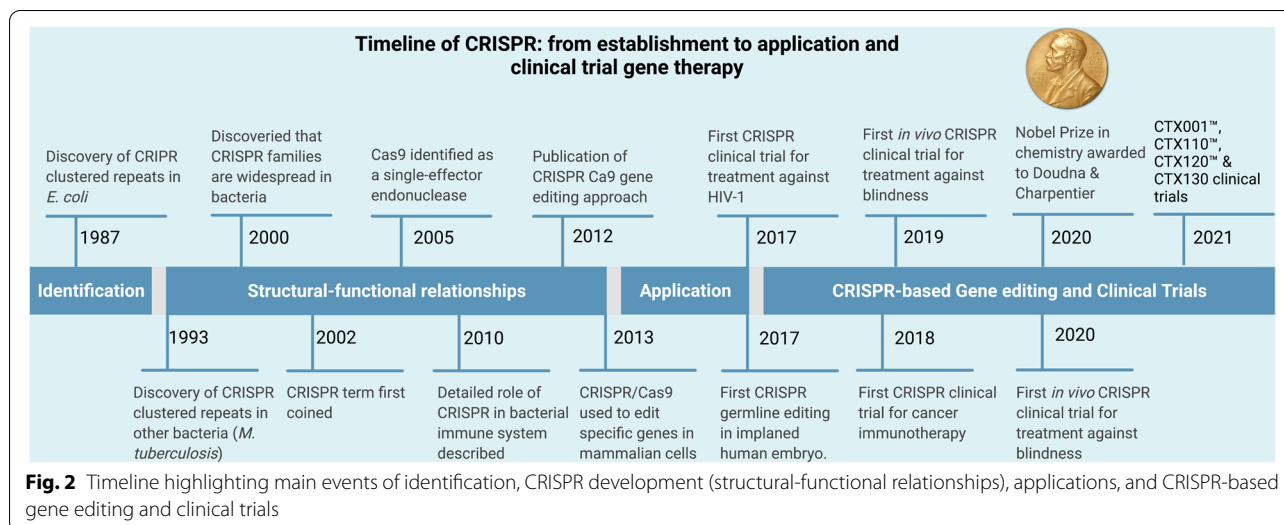 Timeline of CRISPR: from establishment to application and
clinical trial gene therapy
Discovery of CRIPR
clustered repeats in
E. coli
1987
Discoveried that
CRISPR families
are widespread in
bacteria
2000
Cas9 identified as
a single-effector
endonuclease
2005
Publication of
CRISPR Ca9 gene
editing approach
2012
First CRISPR
clinical trial for
treatment against
HIV-1
2017
First in vivo CRISPR
clinical trial for
treatment against
blindness
2019
Nobel Prize in
chemistry awarded
to Doudna &
Charpentier
2020
CTX001™,
CTX110™,
CTX120™ &
CTX130 clinical
trials
2021
Identification
Structural-functional relationships
Application
CRISPR-based Gene editing and Clinical Trials
1993
Discovery of CRISPR
clustered repeats in
other bacteria (M.
tuberculosis)
2002
CRISPR term first
coined
2010
Detailed role of
CRISPR in bacterial
immune system
described
2013
CRISPR/Cas9
used to edit
specific genes in
mammalian cells
2017
First CRISPR
germline editing
in implaned
human embryo.
2018
First CRISPR clinical
trial for cancer
immunotherapy
2020
First in vivo CRISPR
clinical trial for
treatment against
blindness
Fig. 2 Timeline highlighting main events of identification, CRISPR development (structural-functional relationships), applications, and CRISPR-based
gene editing and clinical trials